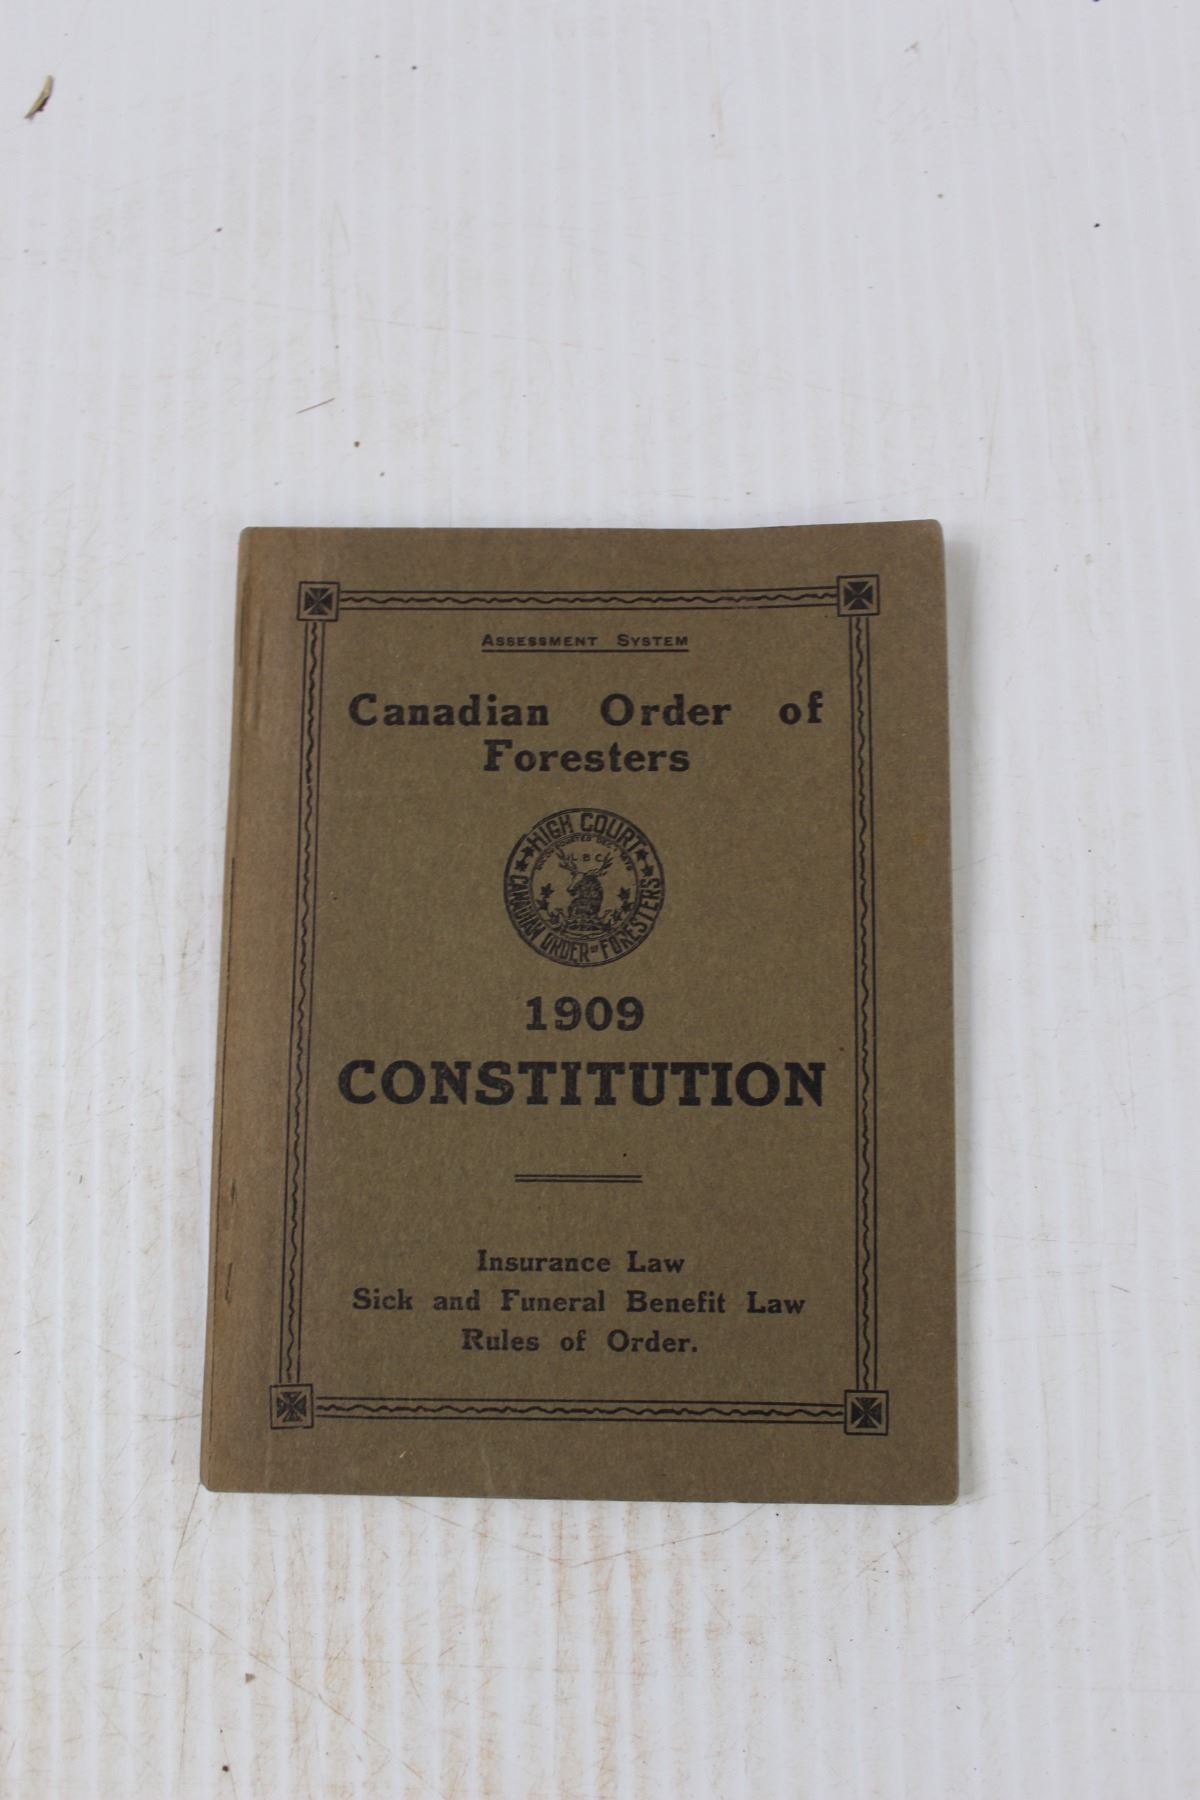 ASSESSMENT SYSTEM
Canadian Order of
Foresters
HIGH COURT
L.B.C.
CANADIAN ORDER OF FORESTERS
1909
CONSTITUTION
Insurance Law
Sick and Funeral Benefit Law
Rules of Order.